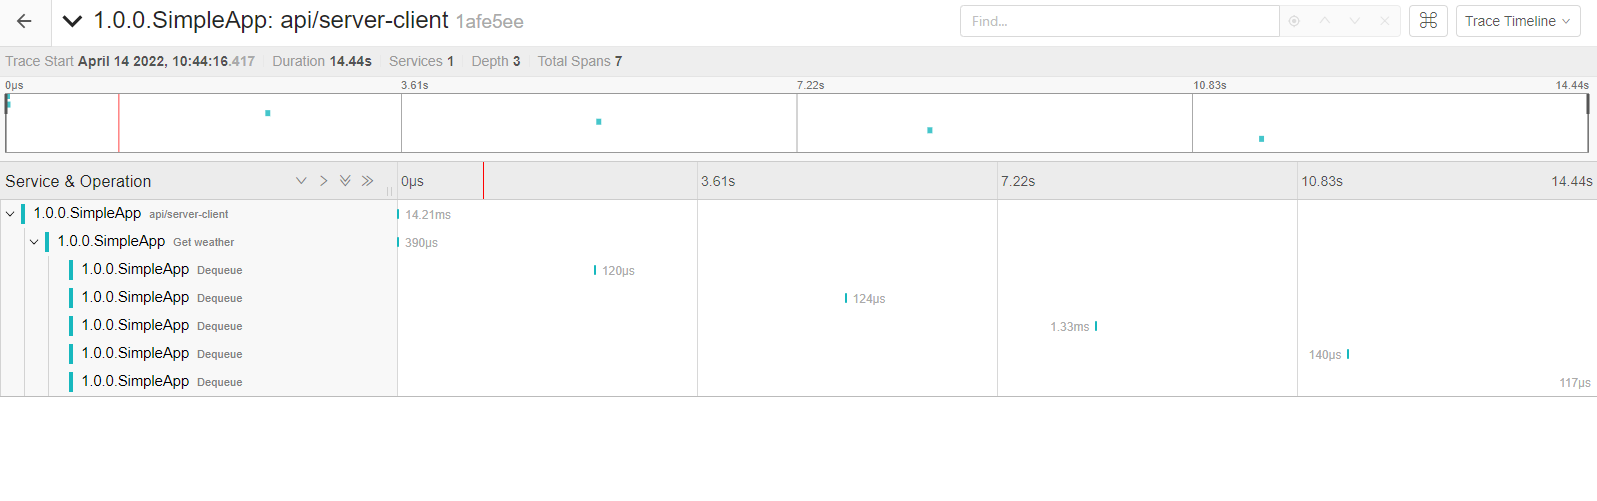 1.0.0.SimpleApp: api/server-client 1afe5ee Find... ⌘ Trace Timeline
Trace Start April 14 2022, 10:44:16.417 Duration 14.44s Services 1 Depth 3 Total Spans 7
0μs 3.61s 7.22s 10.83s 14.44s
Service & Operation 0μs 3.61s 7.22s 10.83s 14.44s
1.0.0.SimpleApp api/server-client 14.21ms
1.0.0.SimpleApp Get weather 390μs
1.0.0.SimpleApp Dequeue 120μs
1.0.0.SimpleApp Dequeue 124μs
1.0.0.SimpleApp Dequeue 1.33ms
1.0.0.SimpleApp Dequeue 140μs
1.0.0.SimpleApp Dequeue 117μs